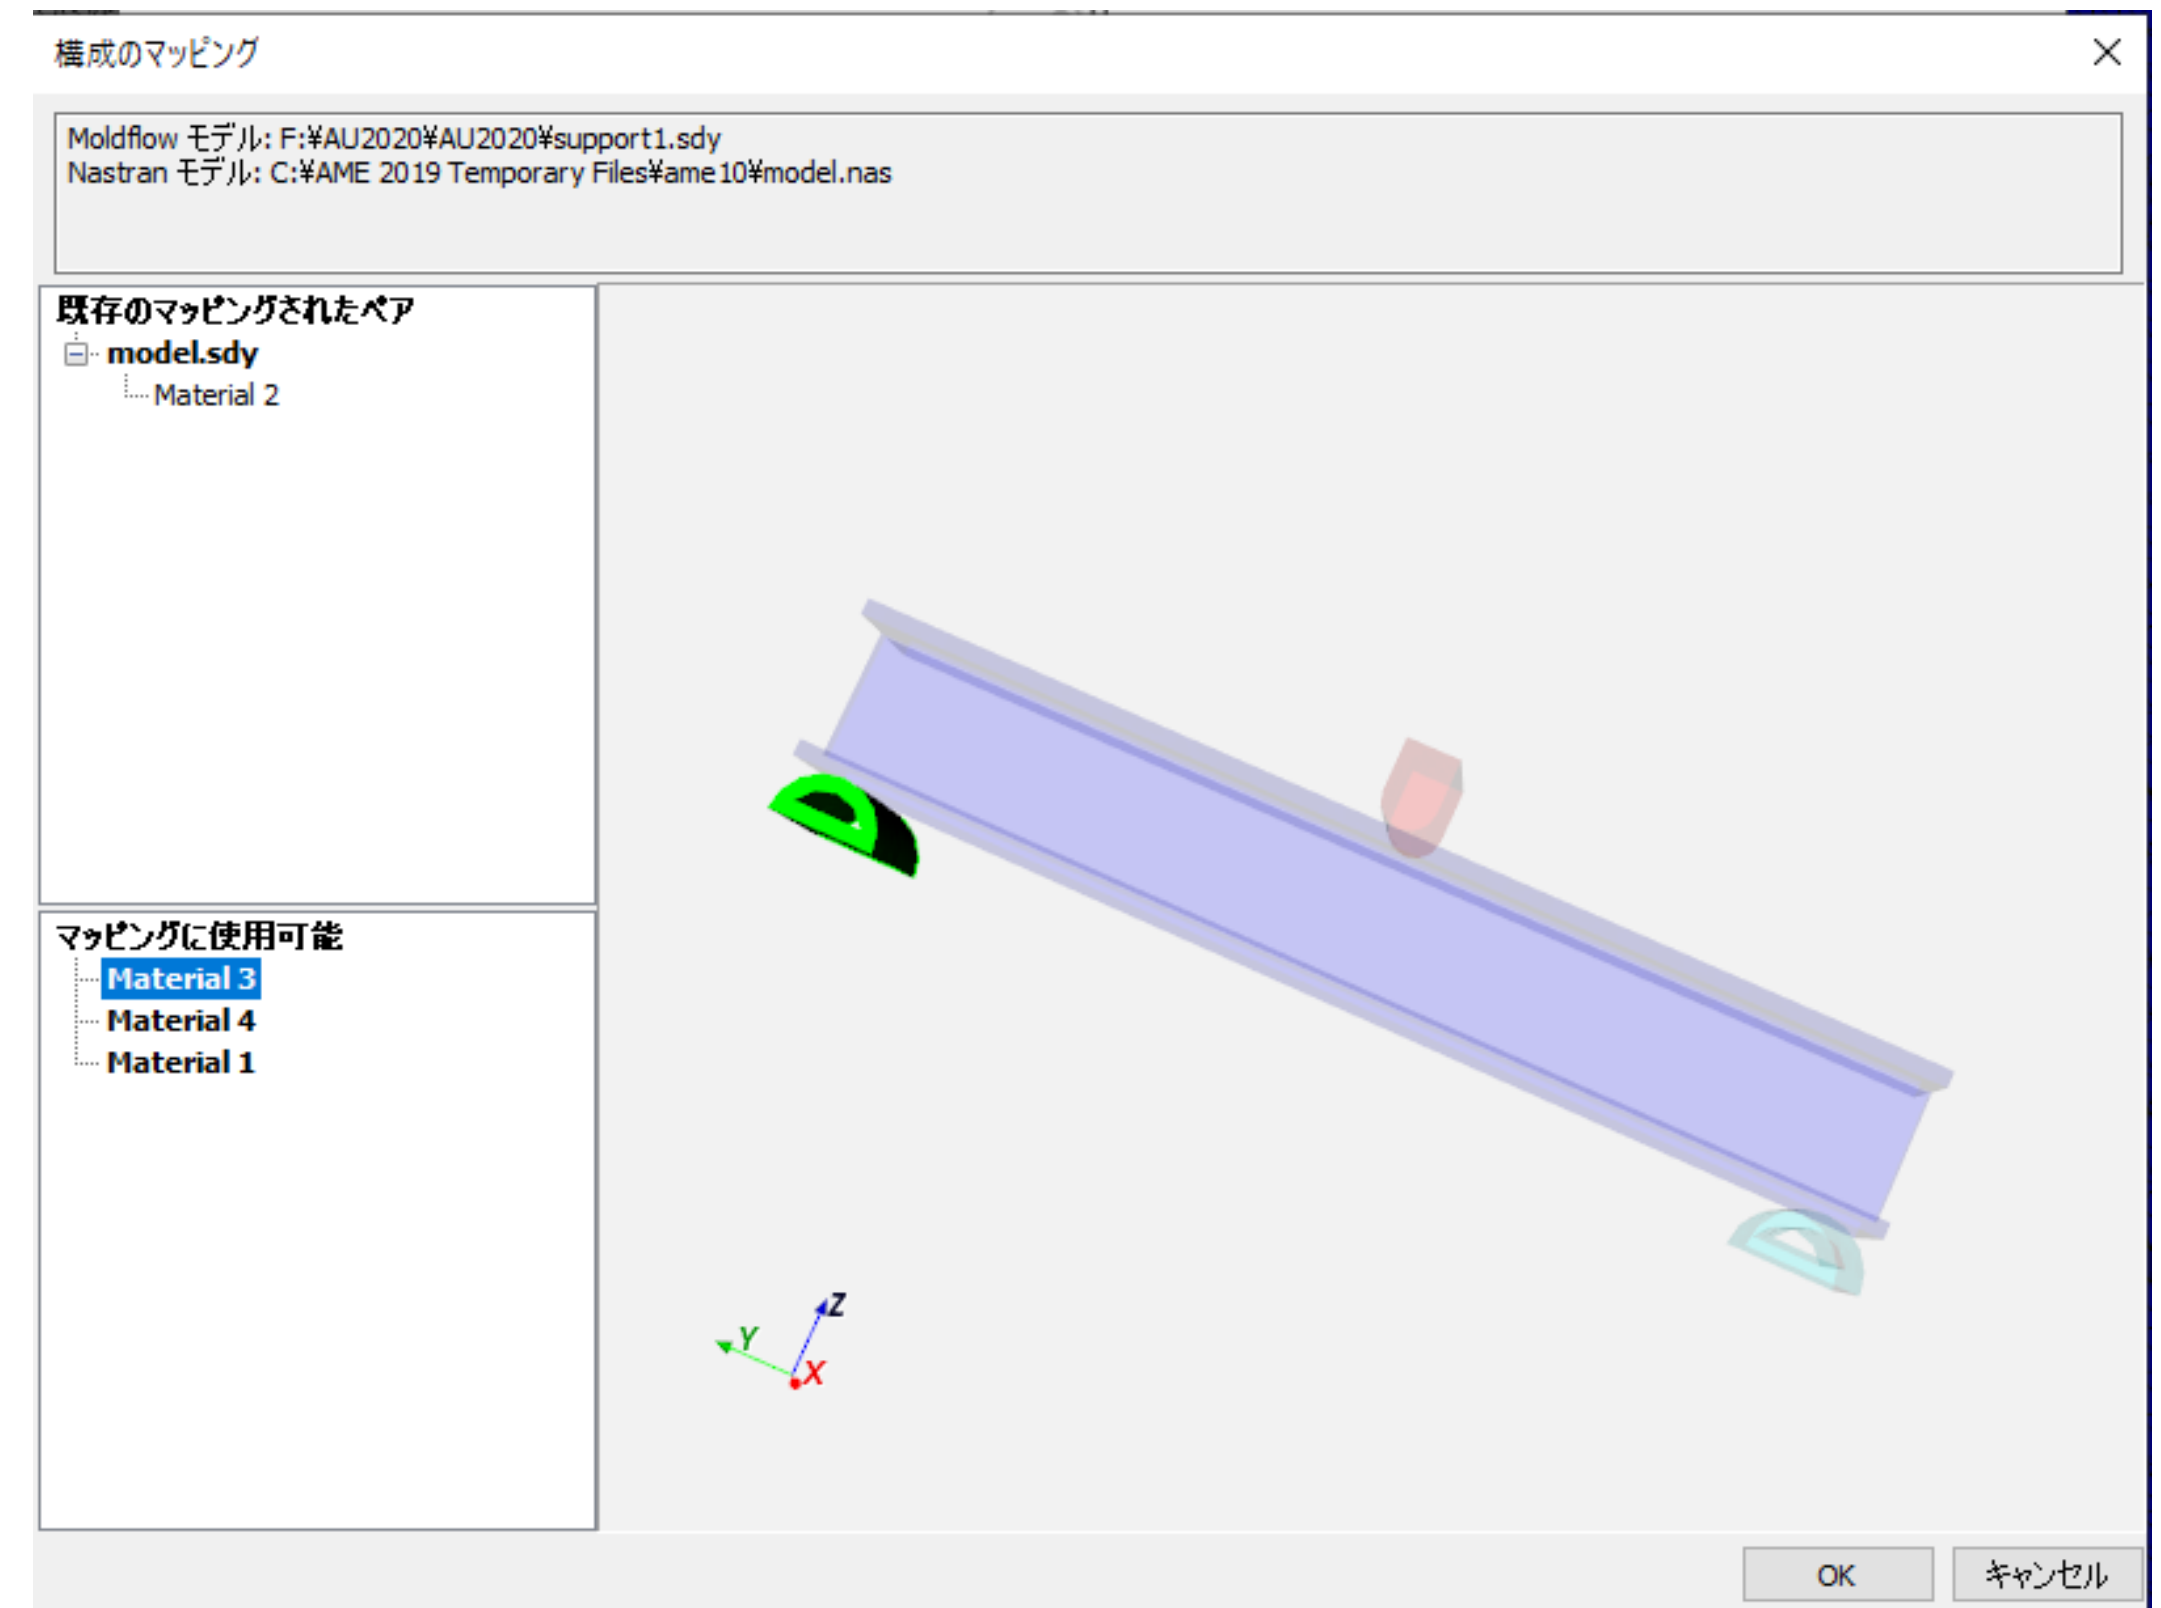 構成のマッピング
Moldflow モデル: F:¥AU2020¥AU2020¥support1.sdy
Nastran モデル: C:¥AME 2019 Temporary Files¥ame10¥model.nas
既存のマッピングされたペア
model.sdy
Material 2
マッピングに使用可能
Material 3
Material 4
Material 1
Z
Y
X
OK
キャンセル